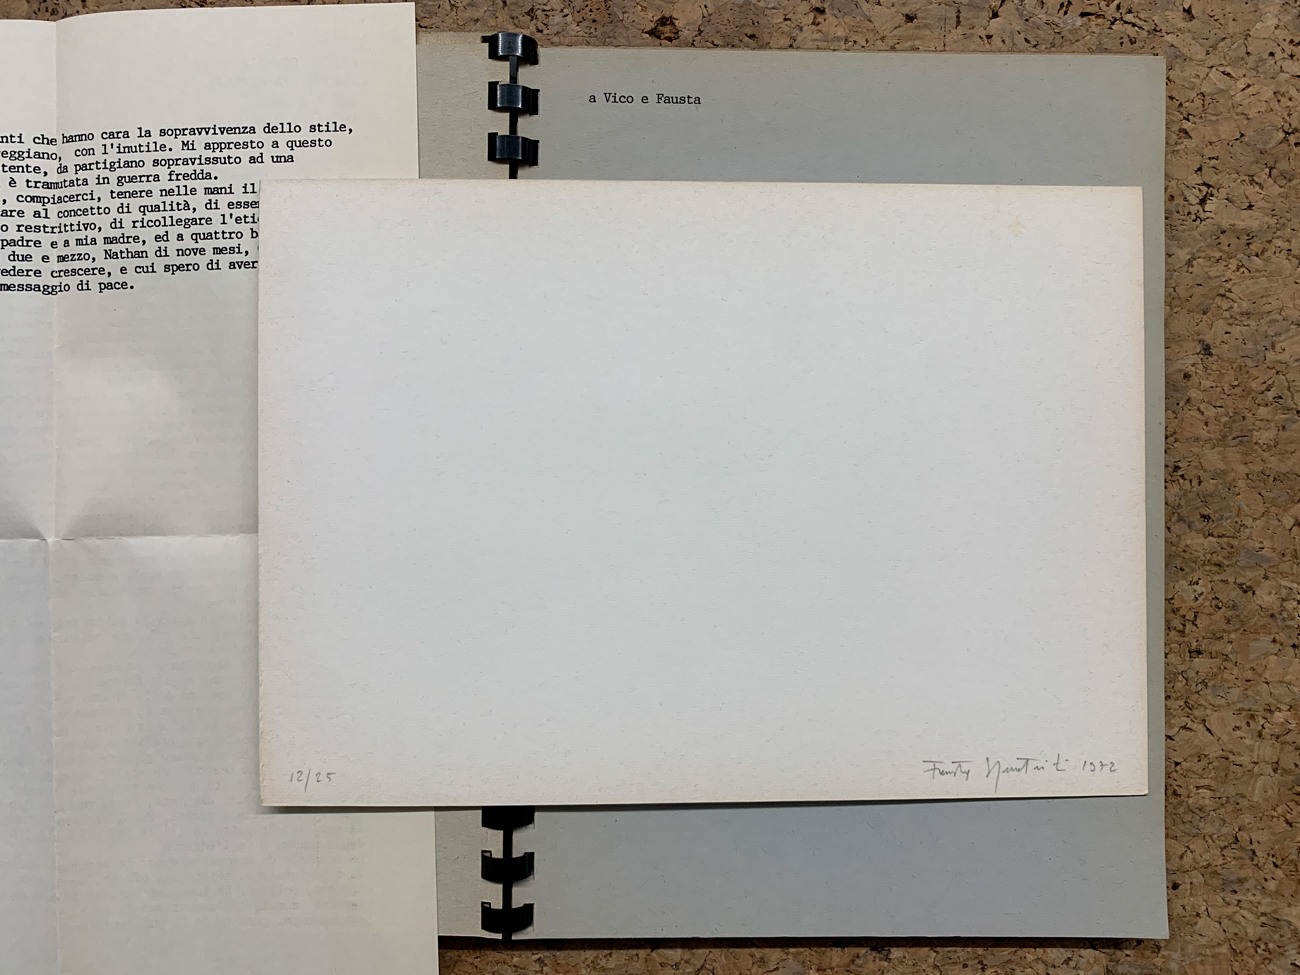 nti che hanno cara la sopravvivenza dello stile,
eggiano, con l'inutile. Mi appresto a questo
tente, da partigiano sopravissuto ad una
è tramutata in guerra fredda.
, compiacerci, tenere nelle mani il
are al concetto di qualità, di esse
o restrittivo, di ricollegare l'eti
padre e a mia madre, ed a quattro b
due e mezzo, Nathan di nove mesi,
edere crescere, e cui spero di aver
messaggio di pace.
a Vico e Fausta
12/25
1972